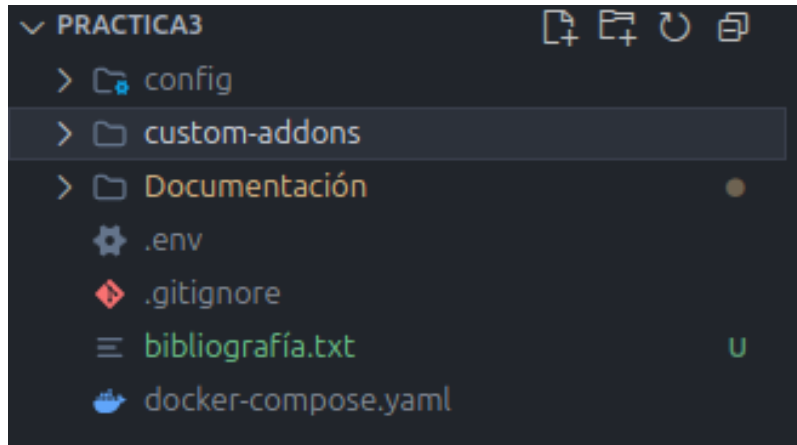 PRACTICA3
config
custom-addons
Documentación
.env
.gitignore
bibliografía.txt U
docker-compose.yaml